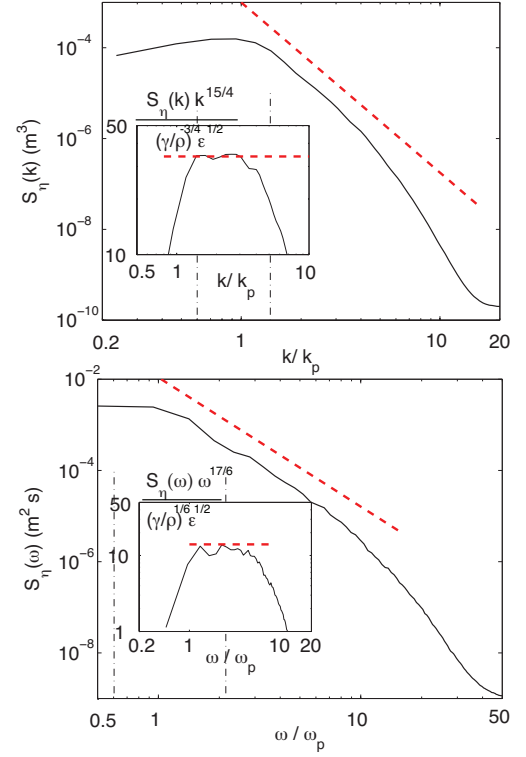 10⁻⁴
10⁻⁶
10⁻⁸
10⁻¹⁰
S_η(k) (m³)
S_η(k) k^15/4
(γ/ρ)^-3/4 ε^1/2
50
10
0.5 1 10
k/ k_p
0.2 1 10 20
k/ k_p
10⁻²
10⁻⁴
10⁻⁶
10⁻⁸
S_η(ω) (m² s)
S_η(ω) ω^17/6
(γ/ρ)^1/6 ε^1/2
50
10
1
0.2 1 10 20
ω / ω_p
0.5 1 10 50
ω / ω_p